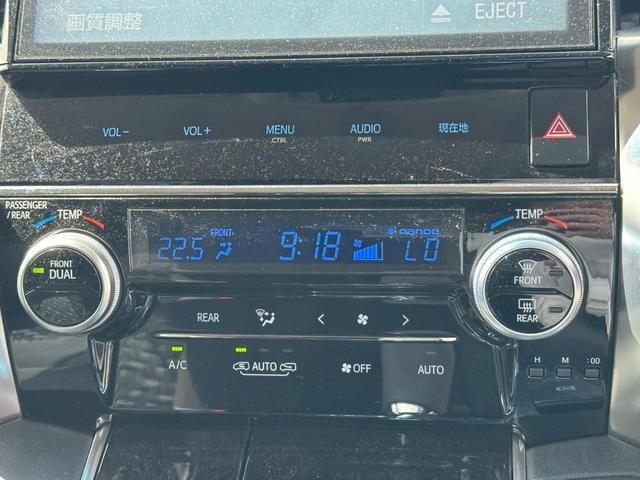 画質調整
EJECT
VOL−
VOL+
MENU
CTRL
AUDIO
PWR
現在地
PASSENGER
/REAR
TEMP
22.5
FRONT
9:18
nanoe
LO
TEMP
FRONT
DUAL
FRONT
REAR
REAR
A/C
AUTO
OFF
AUTO
H
M
:00